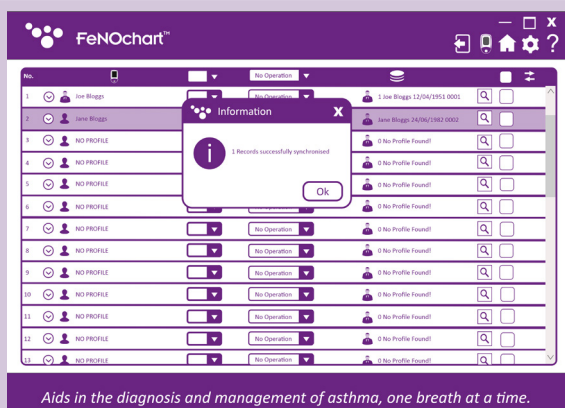 FeNOchart™
No. No Operation
1 Joe Bloggs No Operation 1 Joe Bloggs 12/04/1951 0001
2 Jane Bloggs Jane Bloggs 24/06/1982 0002
Information X
1 Records successfully synchronised
Ok
3 NO PROFILE 0 No Profile Found!
4 NO PROFILE 0 No Profile Found!
5 NO PROFILE 0 No Profile Found!
6 NO PROFILE No Operation 0 No Profile Found!
7 NO PROFILE No Operation 0 No Profile Found!
8 NO PROFILE No Operation 0 No Profile Found!
9 NO PROFILE No Operation 0 No Profile Found!
10 NO PROFILE No Operation 0 No Profile Found!
11 NO PROFILE No Operation 0 No Profile Found!
12 NO PROFILE No Operation 0 No Profile Found!
13 NO PROFILE No Operation 0 No Profile Found!
Aids in the diagnosis and management of asthma, one breath at a time.